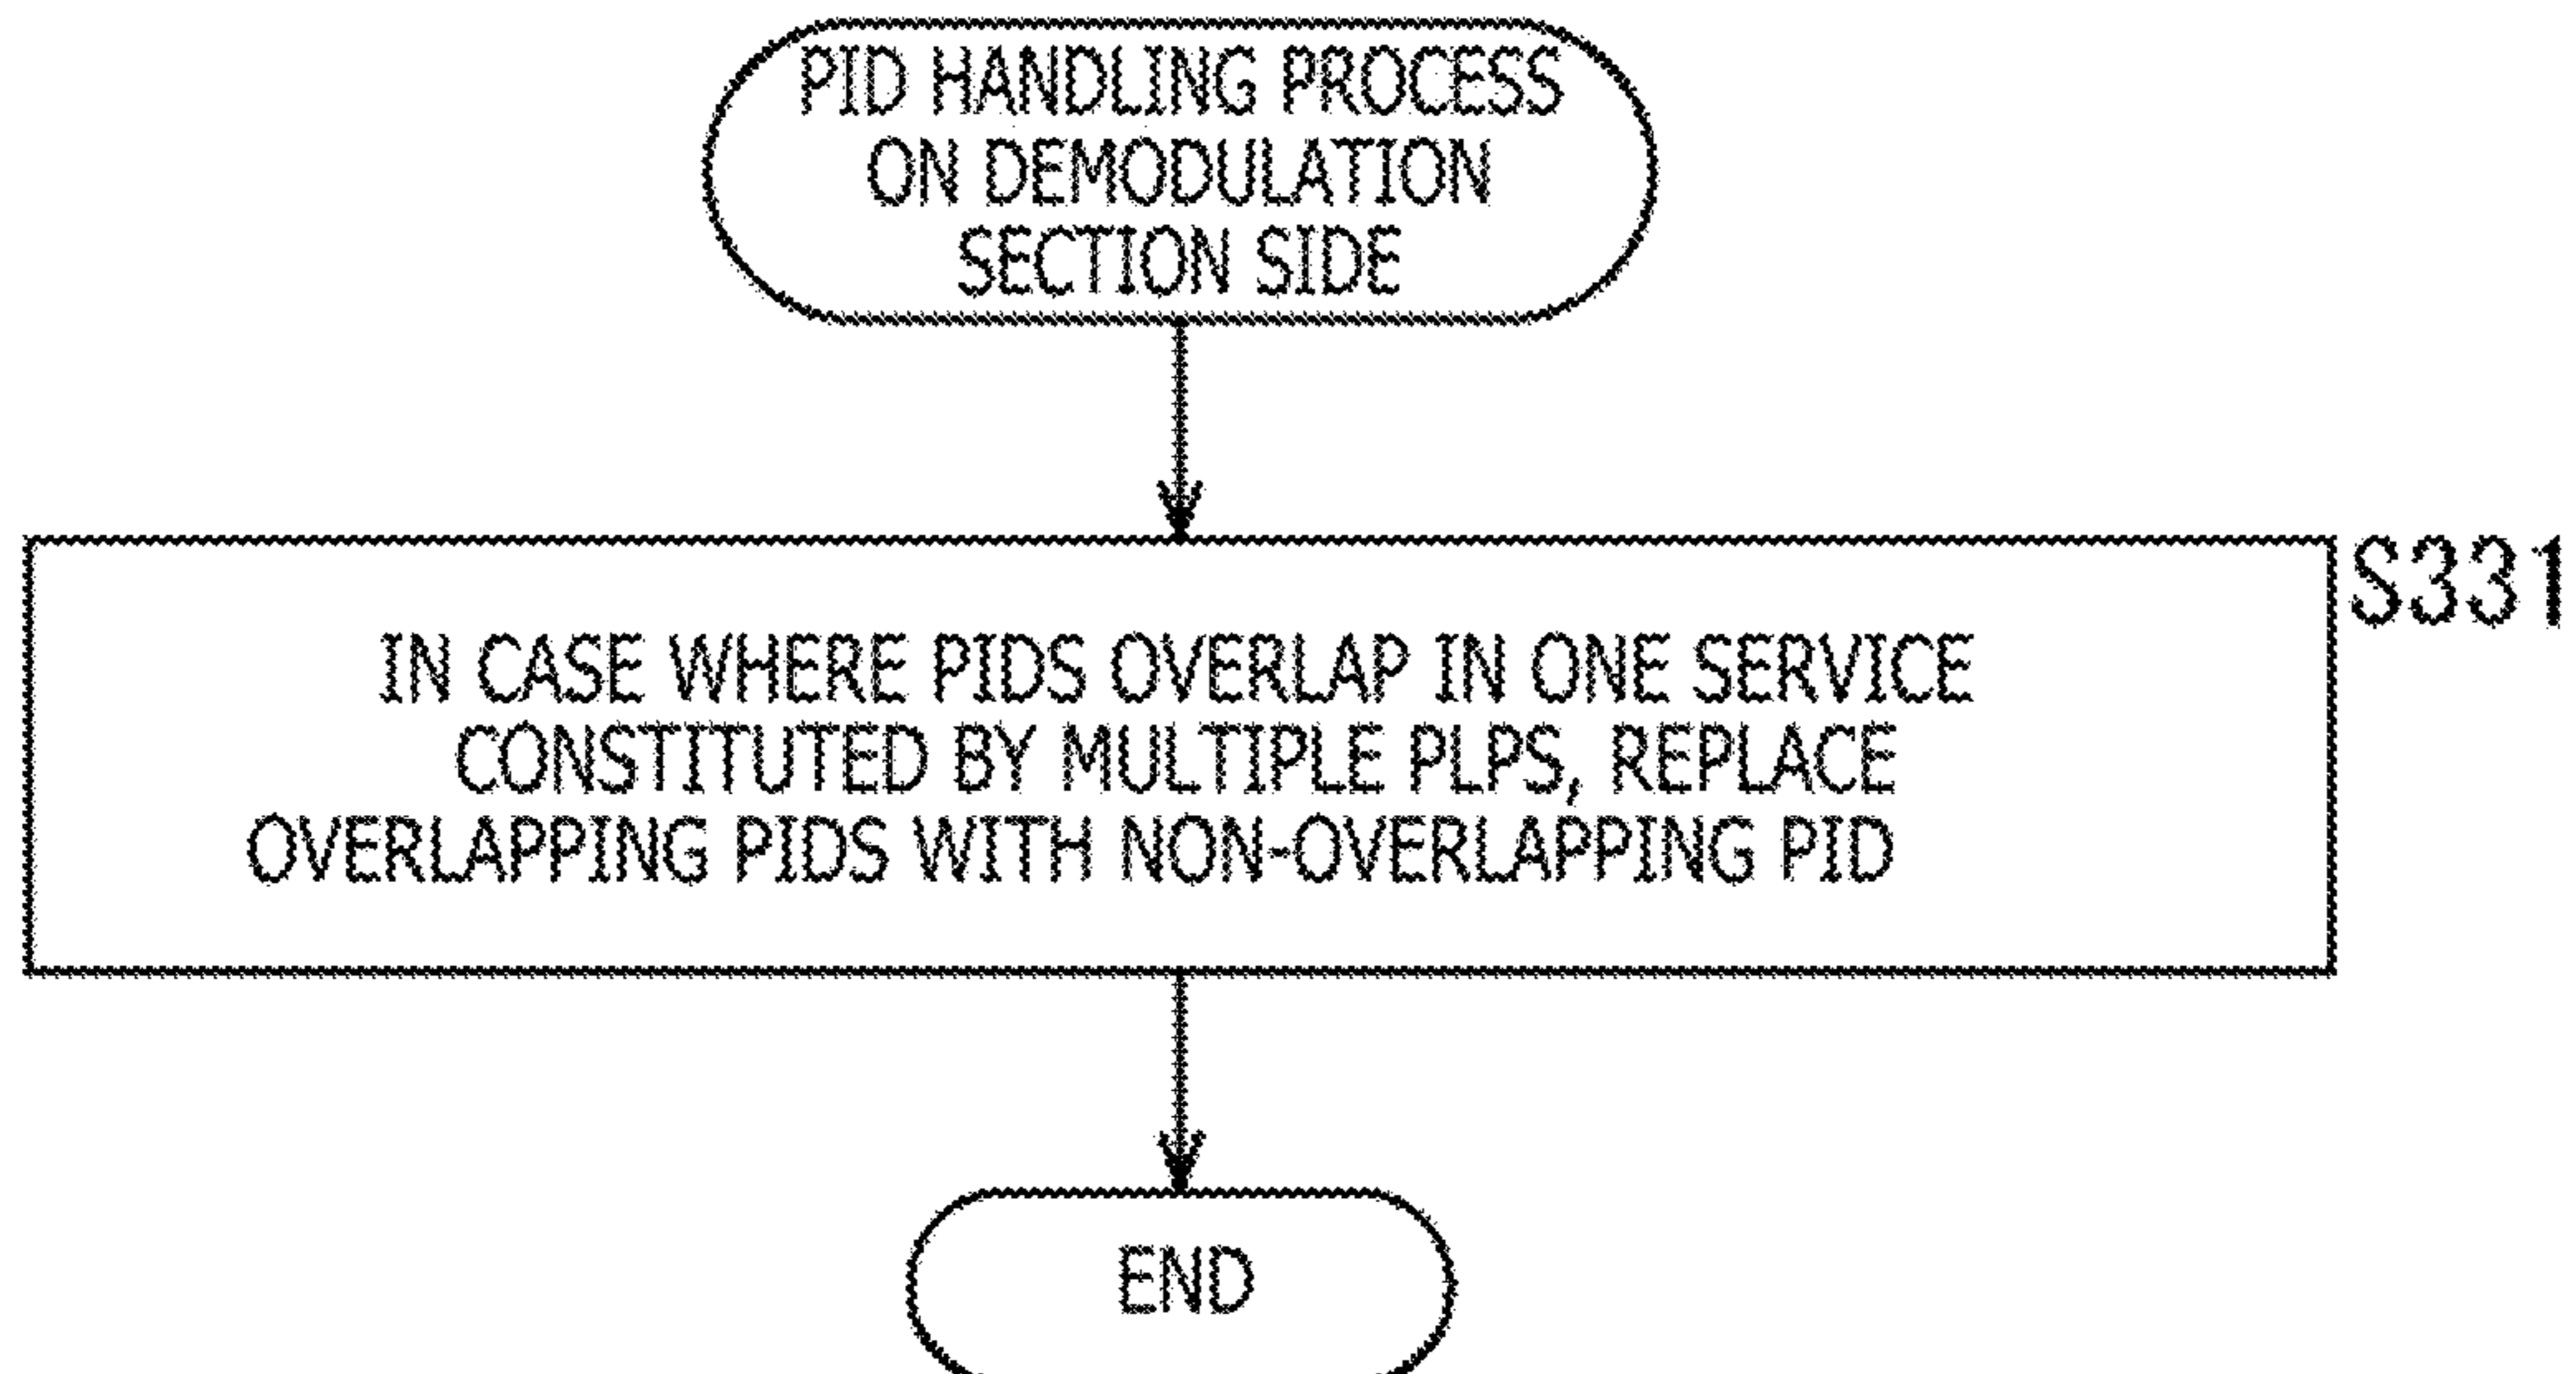 PID HANDLING PROCESS
ON DEMODULATION
SECTION SIDE
S331
IN CASE WHERE PIDS OVERLAP IN ONE SERVICE
CONSTITUTED BY MULTIPLE PLPS, REPLACE
OVERLAPPING PIDS WITH NON-OVERLAPPING PID
END